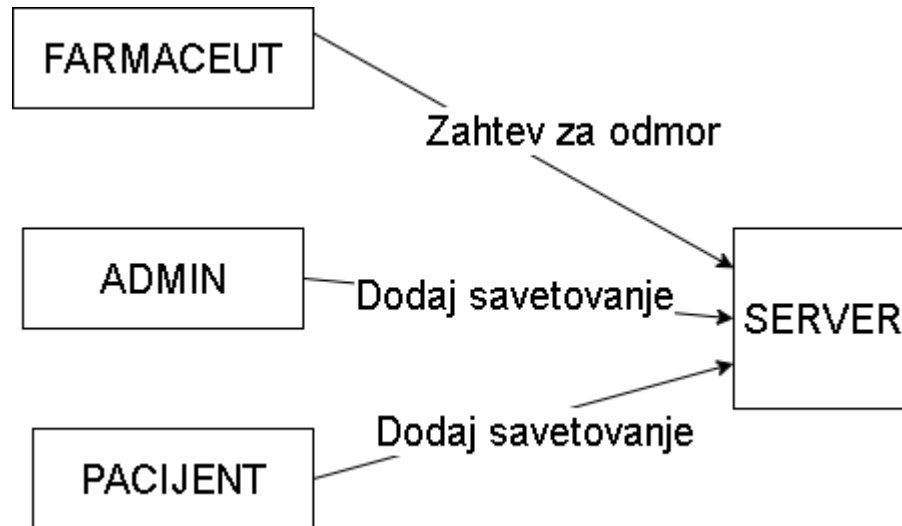 FARMACEUT
Zahtev za odmor
ADMIN
Dodaj savetovanje
SERVER
Dodaj savetovanje
PACIJENT